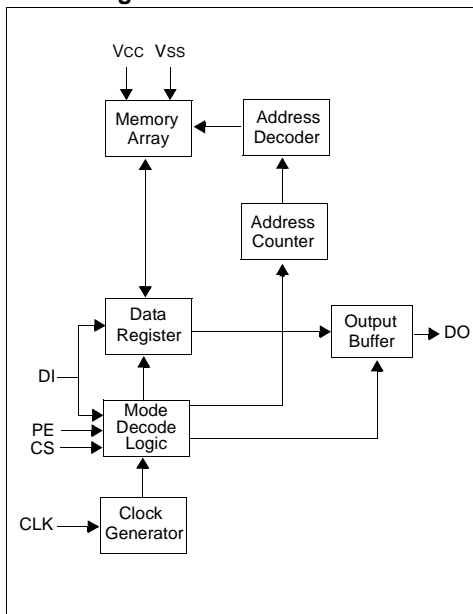 VCC VSS
Memory
Array
Address
Decoder
Address
Counter
Data
Register
Output
Buffer
DO
DI
PE
CS
Mode
Decode
Logic
CLK
Clock
Generator